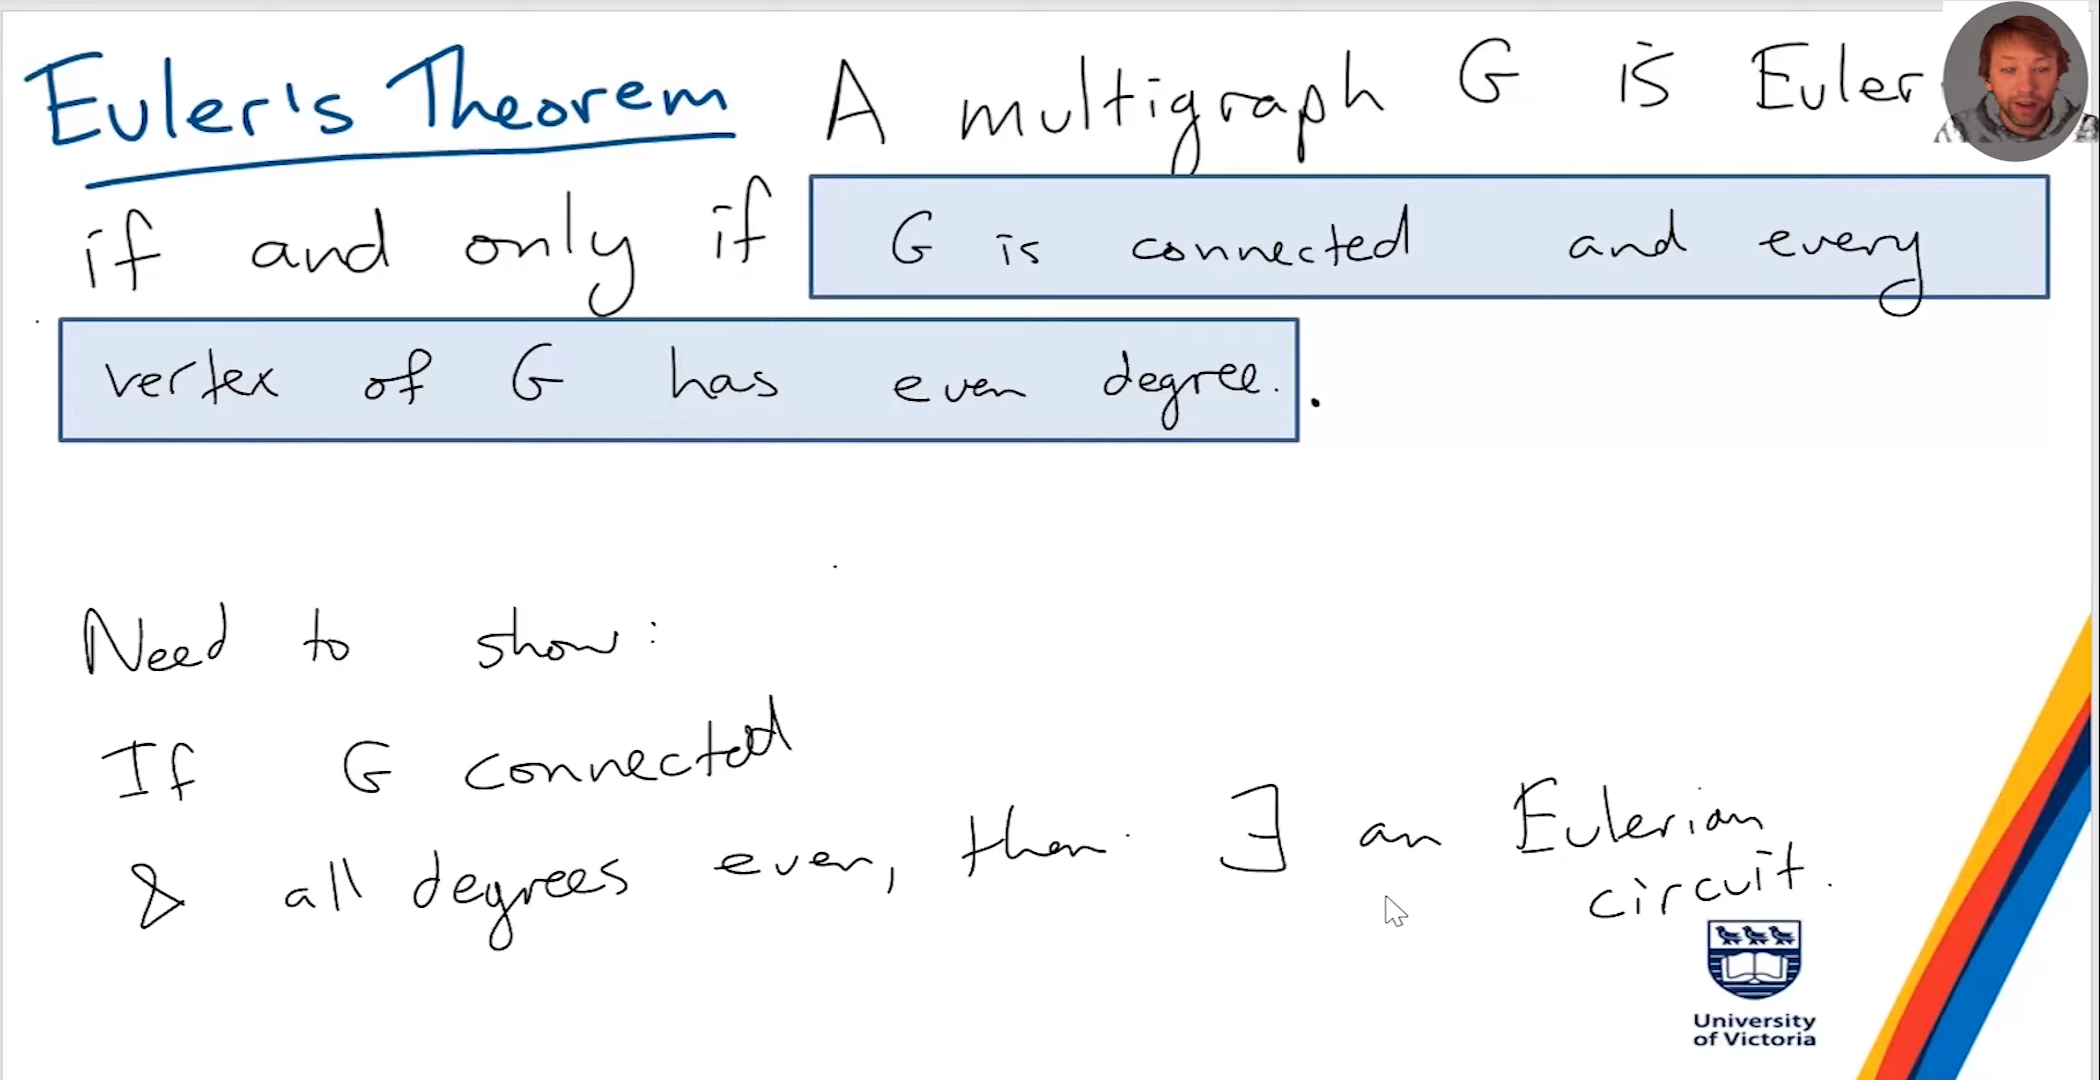 Euler's Theorem A multigraph G is Euler
if and only if G is connected and every
vertex of G has even degree. .
Need to show:
If G connected
& all degrees even, then ∃ an Eulerian
circuit.
University
of Victoria